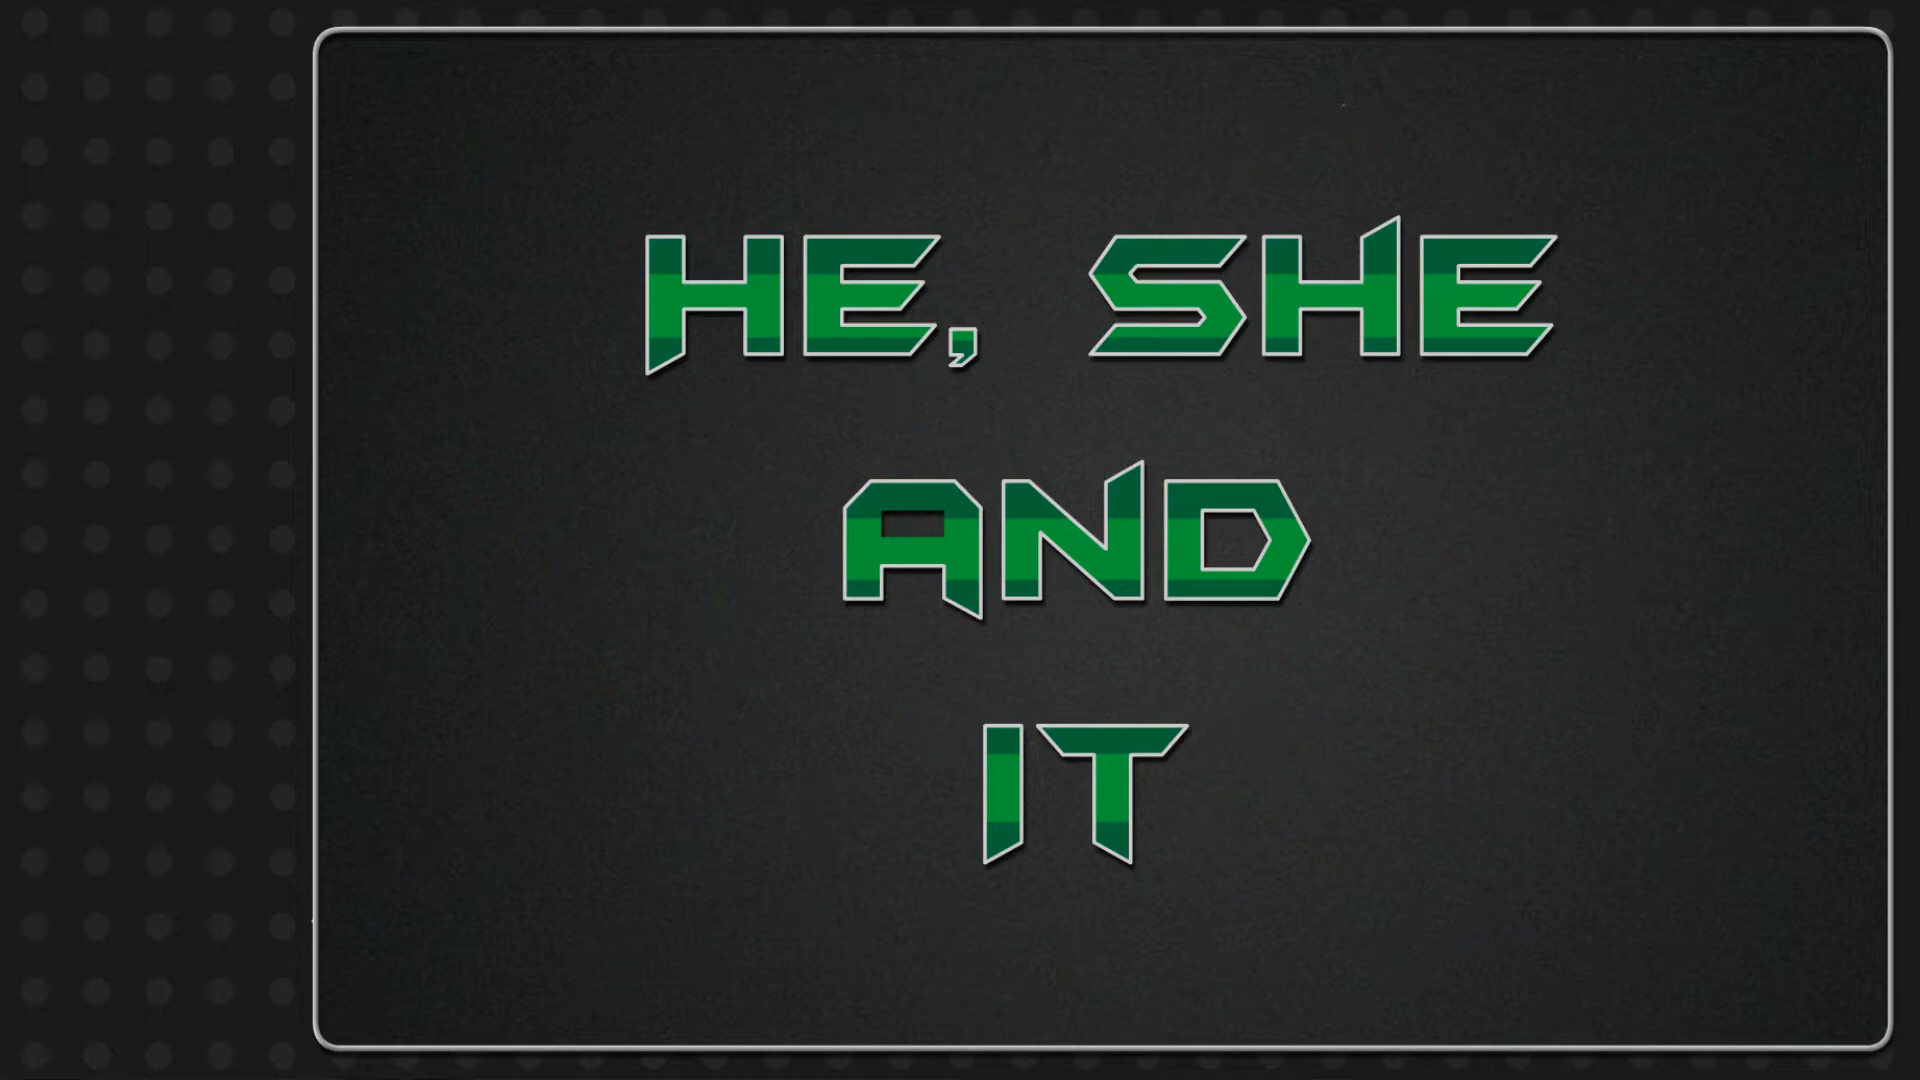 HE, SHE
AND
IT